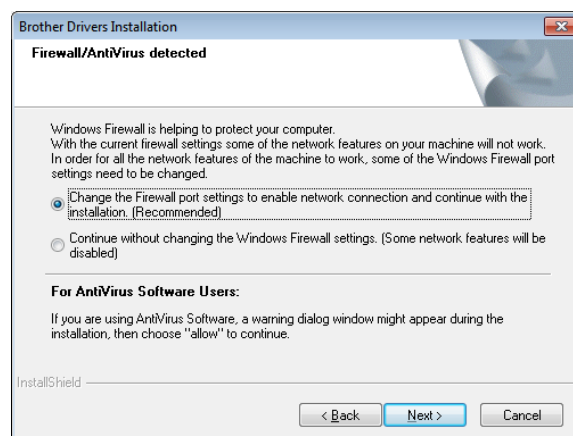 Brother Drivers Installation
Firewall/AntiVirus detected
Windows Firewall is helping to protect your computer.
With the current firewall settings some of the network features on your machine will not work.
In order for all the network features of the machine to work, some of the Windows Firewall port
settings need to be changed.
Change the Firewall port settings to enable network connection and continue with the
installation. (Recommended)
Continue without changing the Windows Firewall settings. (Some network features will be
disabled)
For AntiVirus Software Users:
If you are using AntiVirus Software, a warning dialog window might appear during the
installation, then choose "allow" to continue.
InstallShield
< Back Next > Cancel